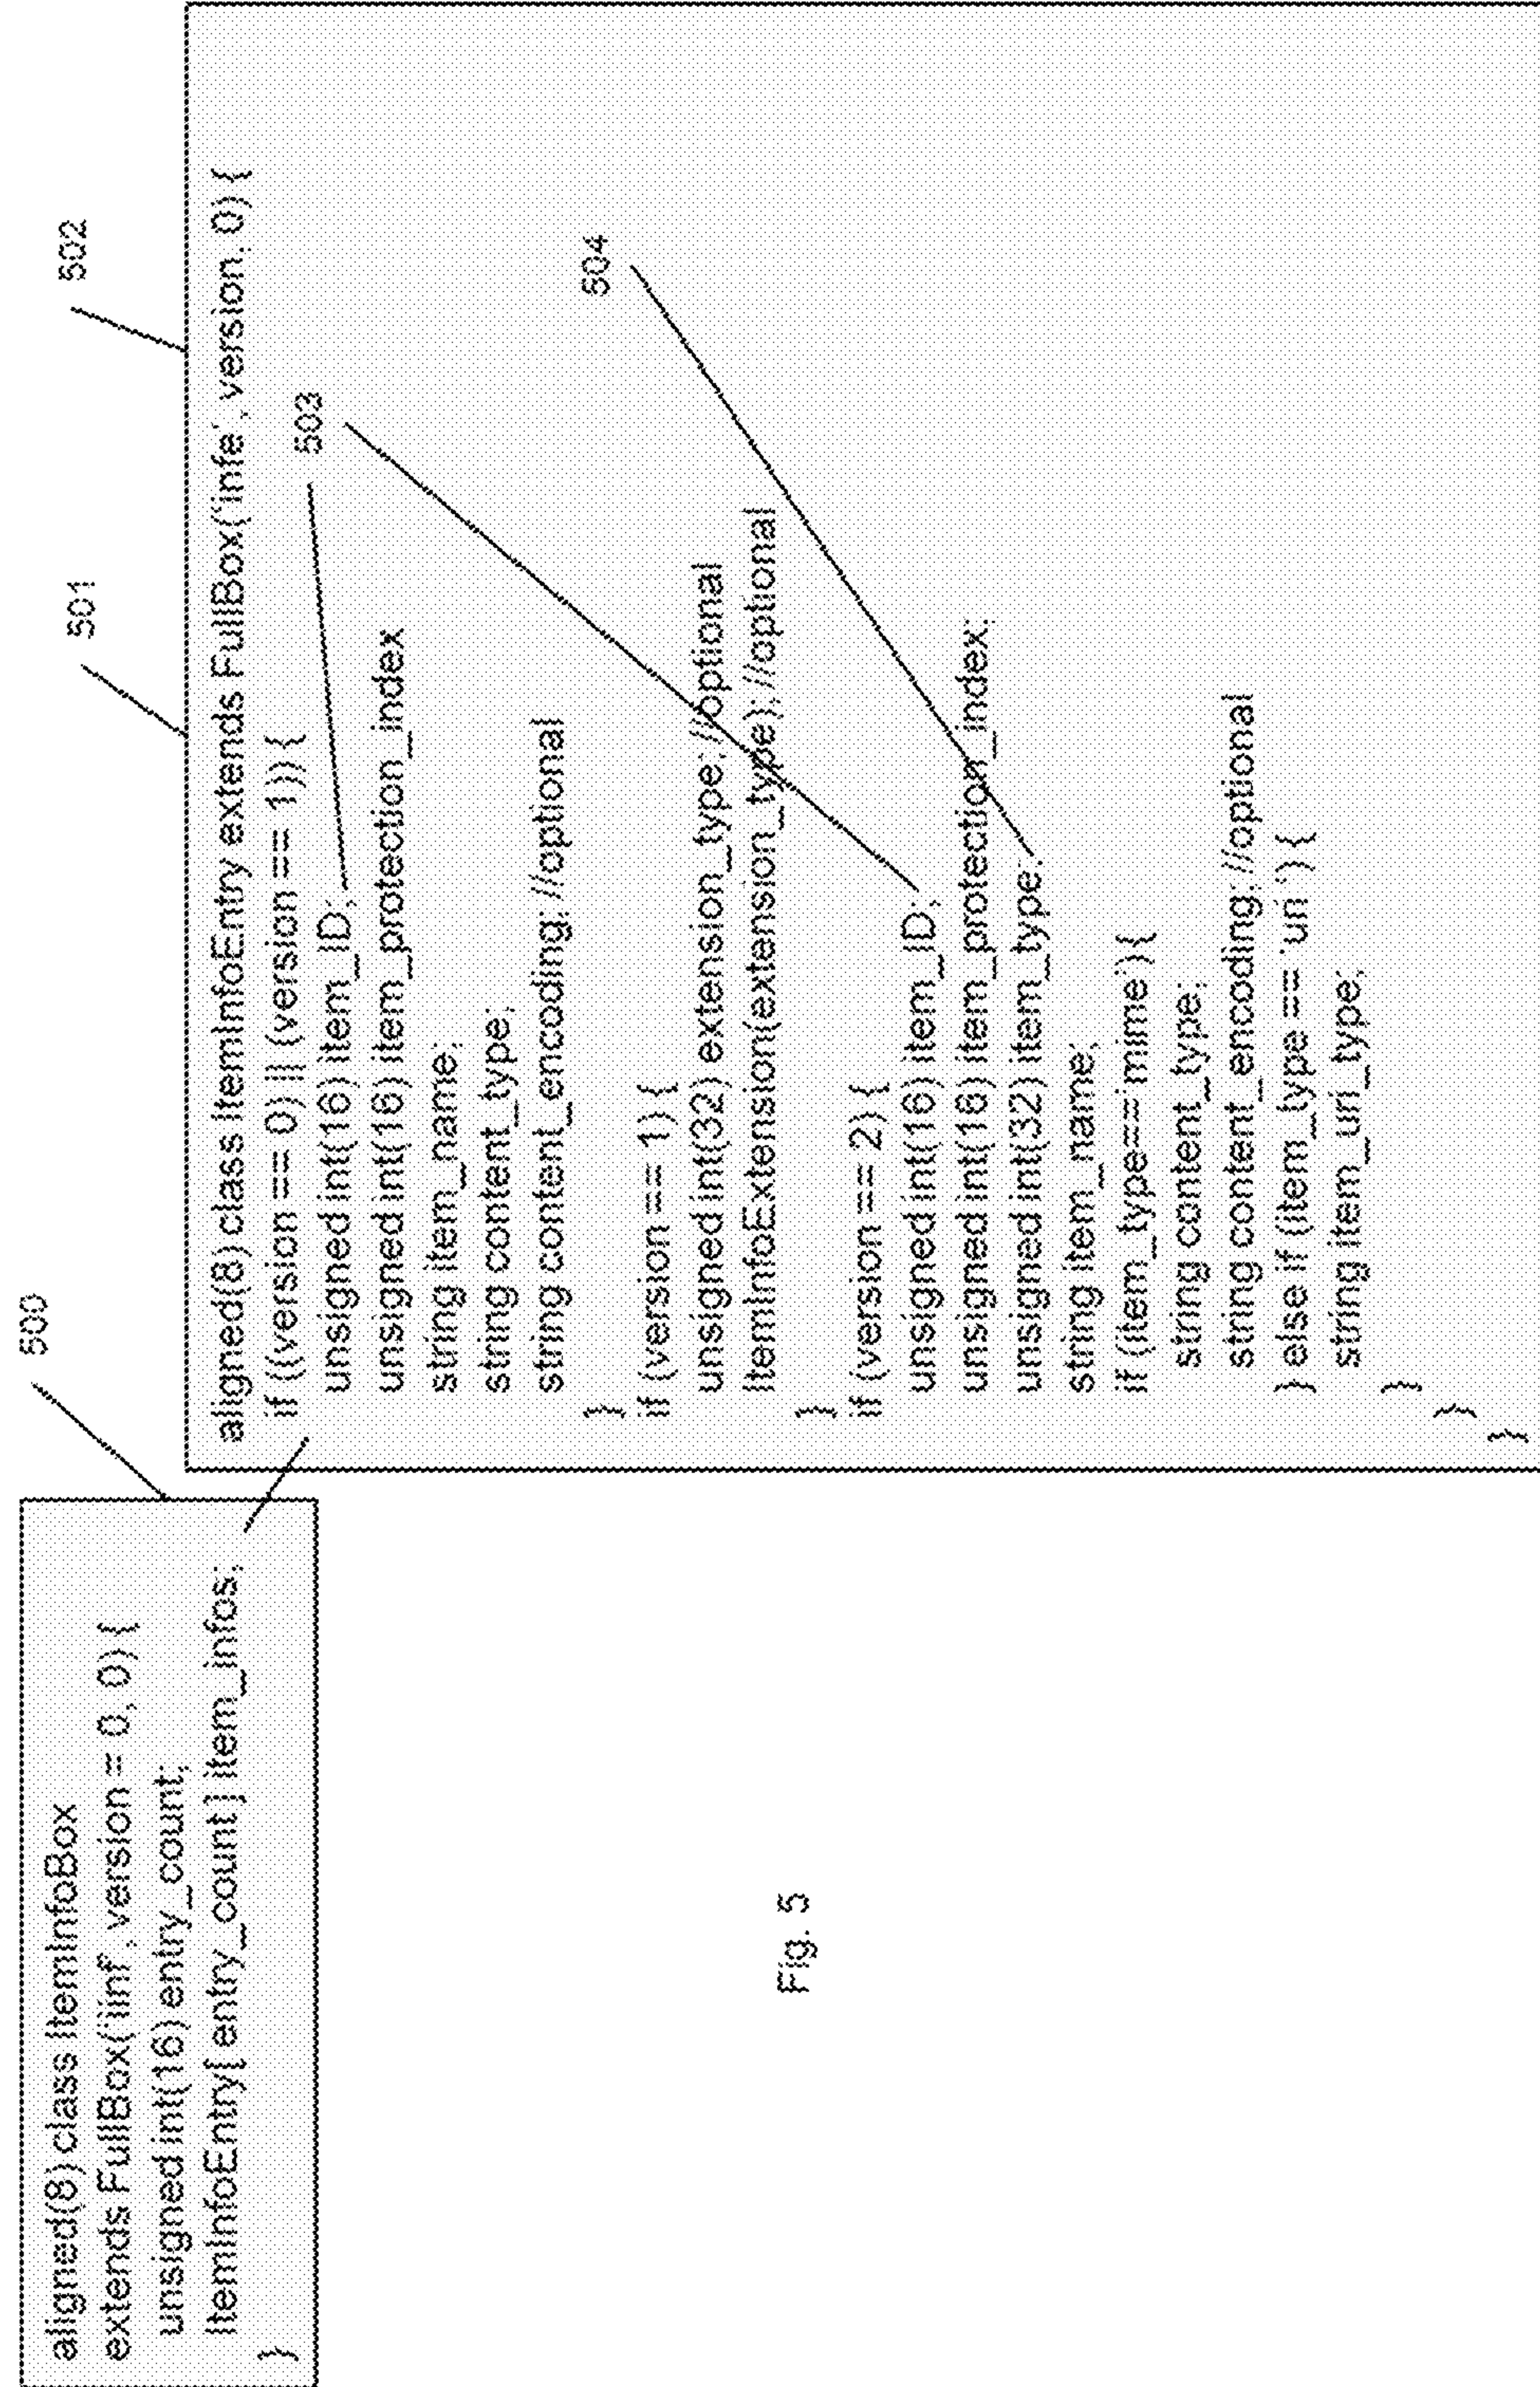 500
aligned(8) class ItemInfoBox
extends FullBox('iinf', version = 0, 0) {
unsigned int(16) entry_count;
ItemInfoEntry[ entry_count ] item_infos;
}
501
502
aligned(8) class ItemInfoEntry extends FullBox('infe', version, 0) {
if ((version == 0) || (version == 1)) {
503
unsigned int(16) item_ID;
unsigned int(16) item_protection_index
string item_name;
string content_type;
string content_encoding; //optional
}
504
if (version == 1) {
unsigned int(32) extension_type; //optional
ItemInfoExtension(extension_type); //optional
}
if (version == 2) {
unsigned int(16) item_ID;
unsigned int(16) item_protection_index;
unsigned int(32) item_type;
string item_name;
if (item_type=='mime') {
string content_type;
string content_encoding; //optional
} else if (item_type == 'uri ') {
string item_uri_type;
}
}
}
Fig. 5